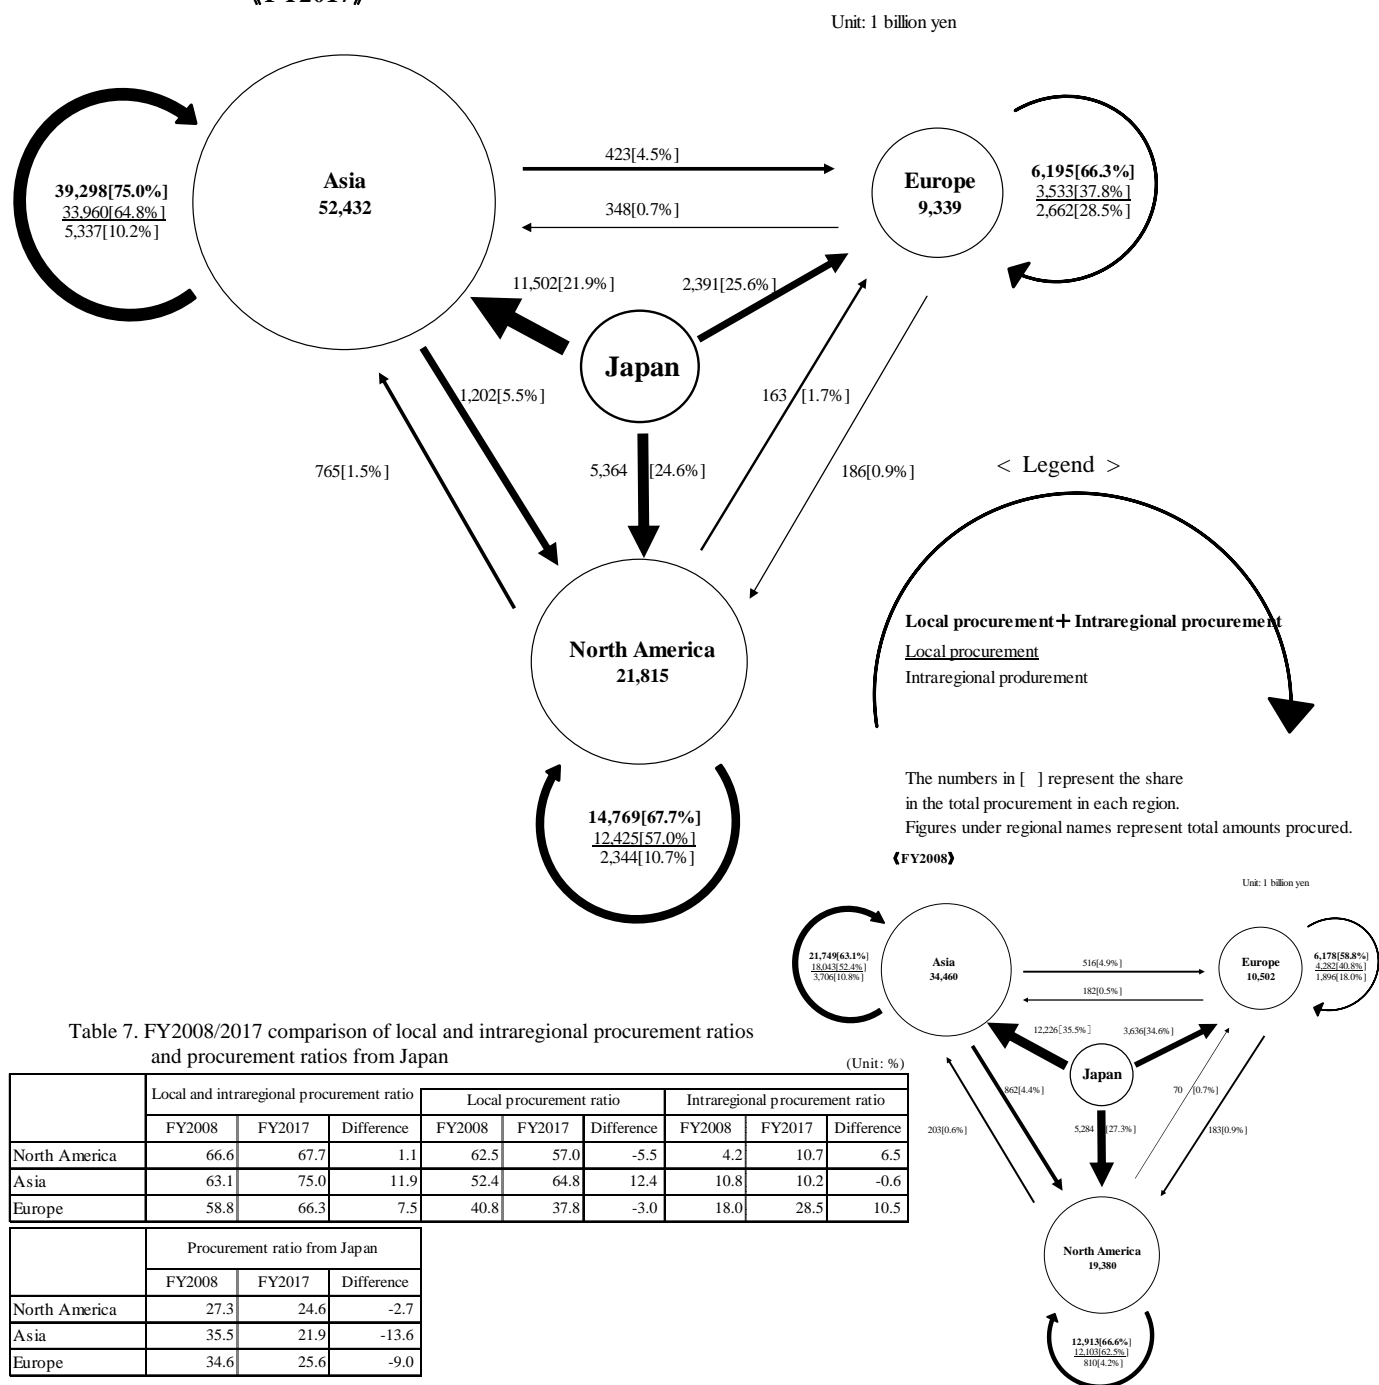 《FY2017》
Unit: 1 billion yen
Asia
52,432
39,298[75.0%]
33,960[64.8%]
5,337[10.2%]
423[4.5%]
348[0.7%]
Europe
9,339
6,195[66.3%]
3,533[37.8%]
2,662[28.5%]
11,502[21.9%]
2,391[25.6%]
Japan
1,202[5.5%]
765[1.5%]
5,364 [24.6%]
163 [1.7%]
186[0.9%]
North America
21,815
14,769[67.7%]
12,425[57.0%]
2,344[10.7%]
< Legend >
Local procurement＋Intraregional procurement
Local procurement
Intraregional produrement
The numbers in [ ] represent the share
in the total procurement in each region.
Figures under regional names represent total amounts procured.
《FY2008》
Unit: 1 billion yen
Asia
34,460
21,749[63.1%]
18,043[52.4%]
3,706[10.8%]
516[4.9%]
182[0.5%]
Europe
10,502
6,178[58.8%]
4,282[40.8%]
1,896[18.0%]
12,226[35.5%]
3,636[34.6%]
Japan
862[4.4%]
203[0.6%]
5,284 [27.3%]
70 [0.7%]
183[0.9%]
North America
19,380
12,913[66.6%]
12,103[62.5%]
810[4.2%]
Table 7. FY2008/2017 comparison of local and intraregional procurement ratios
and procurement ratios from Japan
(Unit: %)
Local and intraregional procurement ratio Local procurement ratio Intraregional procurement ratio
FY2008 FY2017 Difference FY2008 FY2017 Difference FY2008 FY2017 Difference
North America 66.6 67.7 1.1 62.5 57.0 -5.5 4.2 10.7 6.5
Asia 63.1 75.0 11.9 52.4 64.8 12.4 10.8 10.2 -0.6
Europe 58.8 66.3 7.5 40.8 37.8 -3.0 18.0 28.5 10.5
Procurement ratio from Japan
FY2008 FY2017 Difference
North America 27.3 24.6 -2.7
Asia 35.5 21.9 -13.6
Europe 34.6 25.6 -9.0